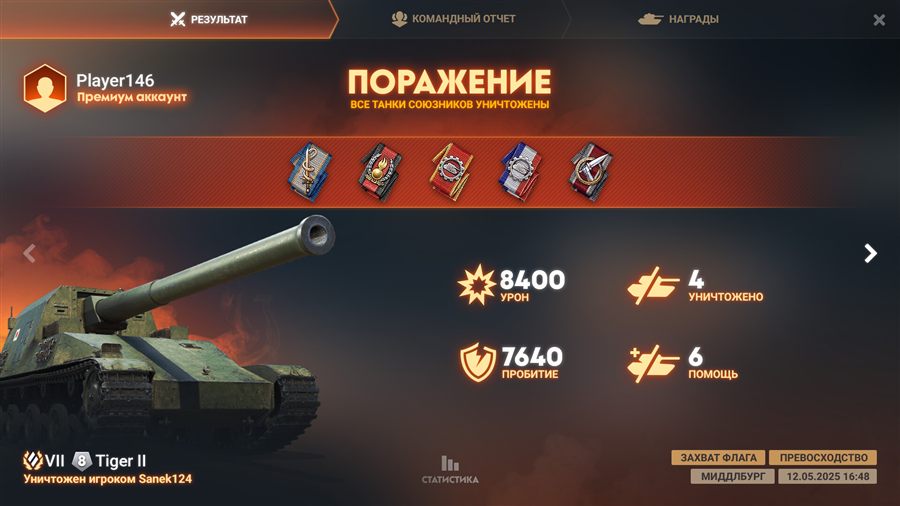 РЕЗУЛЬТАТ
КОМАНДНЫЙ ОТЧЕТ
НАГРАДЫ
Player146
Премиум аккаунт
ПОРАЖЕНИЕ
ВСЕ ТАНКИ СОЮЗНИКОВ УНИЧТОЖЕНЫ
8400
УРОН
4
УНИЧТОЖЕНО
7640
ПРОБИТИЕ
6
ПОМОЩЬ
VII 8 Tiger II
Уничтожен игроком Sanek124
СТАТИСТИКА
ЗАХВАТ ФЛАГА ПРЕВОСХОДСТВО
МИДДЛБУРГ 12.05.2025 16:48